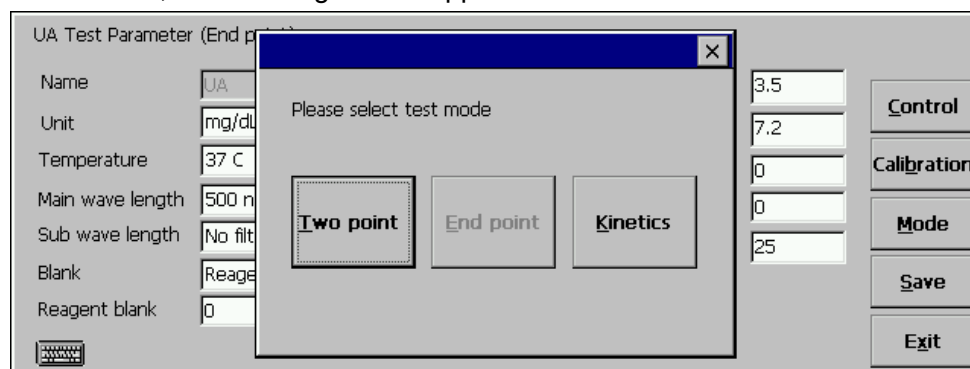 UA Test Parameter (End p
Name
UA
Unit
mg/dL
Temperature
37 C
Main wave length
500 n
Sub wave length
No filt
Blank
Reage
Reagent blank
0
Please select test mode
Two point
End point
Kinetics
3.5
7.2
0
0
25
Control
Calibration
Mode
Save
Exit